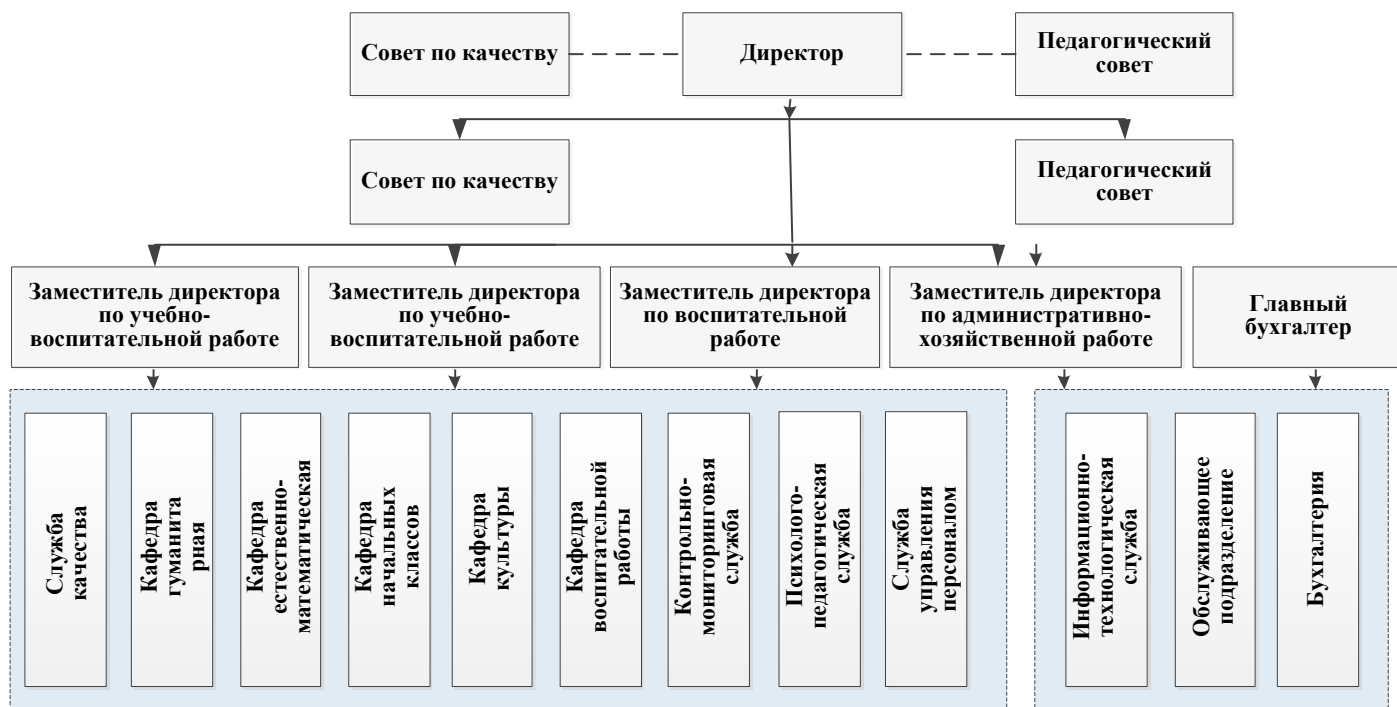 Совет по качеству
Директор
Педагогический
совет
Совет по качеству
Педагогический
совет
Заместитель директора
по учебно-
воспитательной работе
Заместитель директора
по учебно-
воспитательной работе
Заместитель директора
по воспитательной
работе
Заместитель директора
по административно-
хозяйственной работе
Главный
бухгалтер
Служба
качества
Кафедра
гуманита
рная
Кафедра
естественно-
математическая
Кафедра
начальных
классов
Кафедра
культуры
Кафедра
воспитательной
работы
Контрольно-
мониторинговая
служба
Психолого-
педагогическая
служба
Служба
управления
персоналом
Информационно-
технологическая
служба
Обслуживающее
подразделение
Бухгалтерия